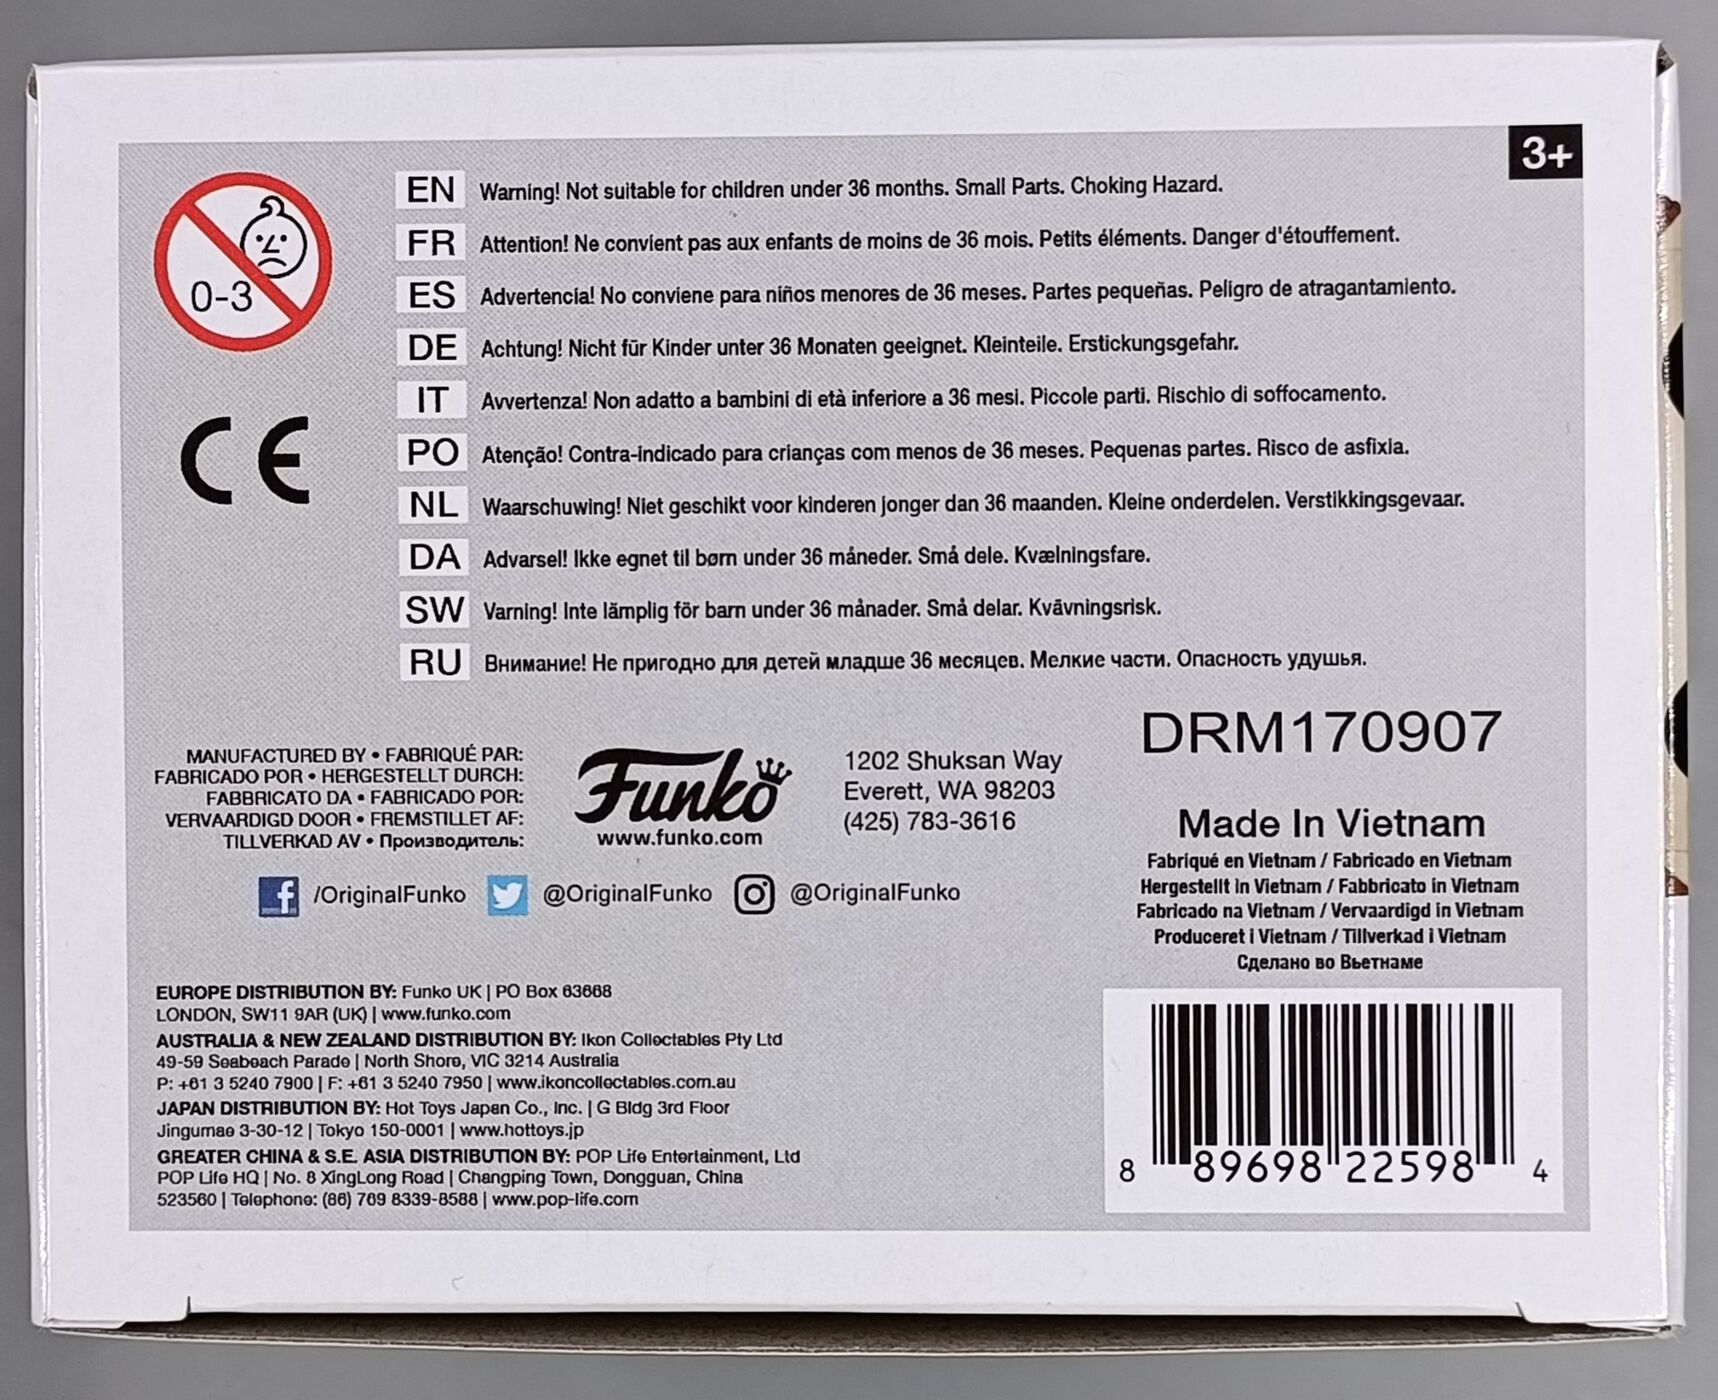 3+
0-3
CE
EN Warning! Not suitable for children under 36 months. Small Parts. Choking Hazard.
FR Attention! Ne convient pas aux enfants de moins de 36 mois. Petits éléments. Danger d'étouffement.
ES Advertencia! No conviene para niños menores de 36 meses. Partes pequeñas. Peligro de atragantamiento.
DE Achtung! Nicht für Kinder unter 36 Monaten geeignet. Kleinteile. Erstickungsgefahr.
IT Avvertenza! Non adatto a bambini di età inferiore a 36 mesi. Piccole parti. Rischio di soffocamento.
PO Atenção! Contra-indicado para crianças com menos de 36 meses. Pequenas partes. Risco de asfixia.
NL Waarschuwing! Niet geschikt voor kinderen jonger dan 36 maanden. Kleine onderdelen. Verstikkingsgevaar.
DA Advarsel! Ikke egnet til børn under 36 måneder. Små dele. Kvælningsfare.
SW Varning! Inte lämplig för barn under 36 månader. Små delar. Kvävningsrisk.
RU Внимание! Не пригодно для детей младше 36 месяцев. Мелкие части. Опасность удушья.
MANUFACTURED BY • FABRIQUÉ PAR:
FABRICADO POR • HERGESTELLT DURCH:
FABBRICATO DA • FABRICADO POR:
VERVAARDIGD DOOR • FREMSTILLET AF:
TILLVERKAD AV • Производитель:
Funko
www.funko.com
1202 Shuksan Way
Everett, WA 98203
(425) 783-3616
/OriginalFunko @OriginalFunko @OriginalFunko
DRM170907
Made In Vietnam
Fabriqué en Vietnam / Fabricado en Vietnam
Hergestellt in Vietnam / Fabbricato in Vietnam
Fabricado na Vietnam / Vervaardigd in Vietnam
Produceret i Vietnam / Tillverkad i Vietnam
Сделано во Вьетнаме
EUROPE DISTRIBUTION BY: Funko UK | PO Box 63668
LONDON, SW11 9AR (UK) | www.funko.com
AUSTRALIA & NEW ZEALAND DISTRIBUTION BY: Ikon Collectables Pty Ltd
49-59 Seabeach Parade | North Shore, VIC 3214 Australia
P: +61 3 5240 7900 | F: +61 3 5240 7950 | www.ikoncollectables.com.au
JAPAN DISTRIBUTION BY: Hot Toys Japan Co., Inc. | G Bldg 3rd Floor
Jingumae 3-30-12 | Tokyo 150-0001 | www.hottoys.jp
GREATER CHINA & S.E. ASIA DISTRIBUTION BY: POP Life Entertainment, Ltd
POP Life HQ | No. 8 XingLong Road | Changping Town, Dongguan, China
523560 | Telephone: (86) 769 8339-8588 | www.pop-life.com
8 89698 22598 4